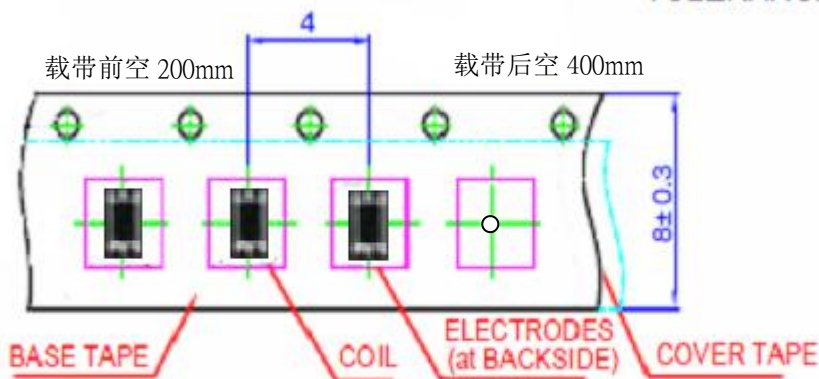 4
载带前空 200mm
载带后空 400mm
8± 0.3
BASE TAPE
COIL
ELECTRODES
(at BACKSIDE)
COVER TAPE